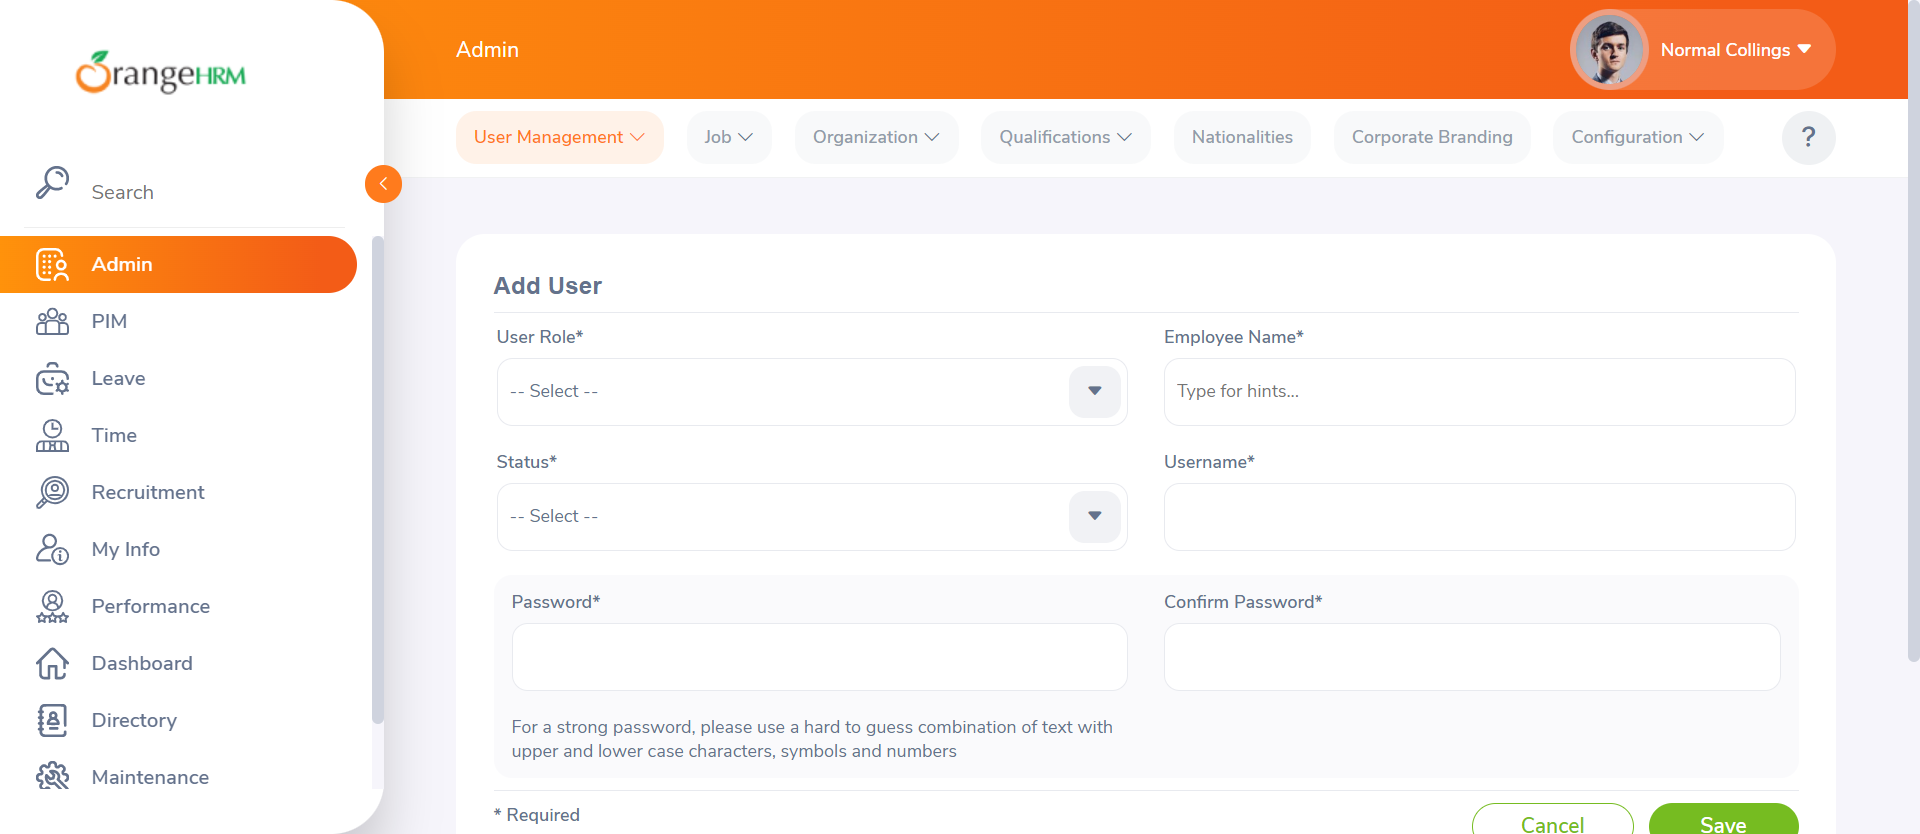 OrangeHRM
Search
Admin
PIM
Leave
Time
Recruitment
My Info
Performance
Dashboard
Directory
Maintenance
Admin
Normal Collings
User Management
Job
Organization
Qualifications
Nationalities
Corporate Branding
Configuration
?
Add User
User Role*
-- Select --
Employee Name*
Type for hints...
Status*
-- Select --
Username*
Password*
Confirm Password*
For a strong password, please use a hard to guess combination of text with
upper and lower case characters, symbols and numbers
* Required
Cancel
Save